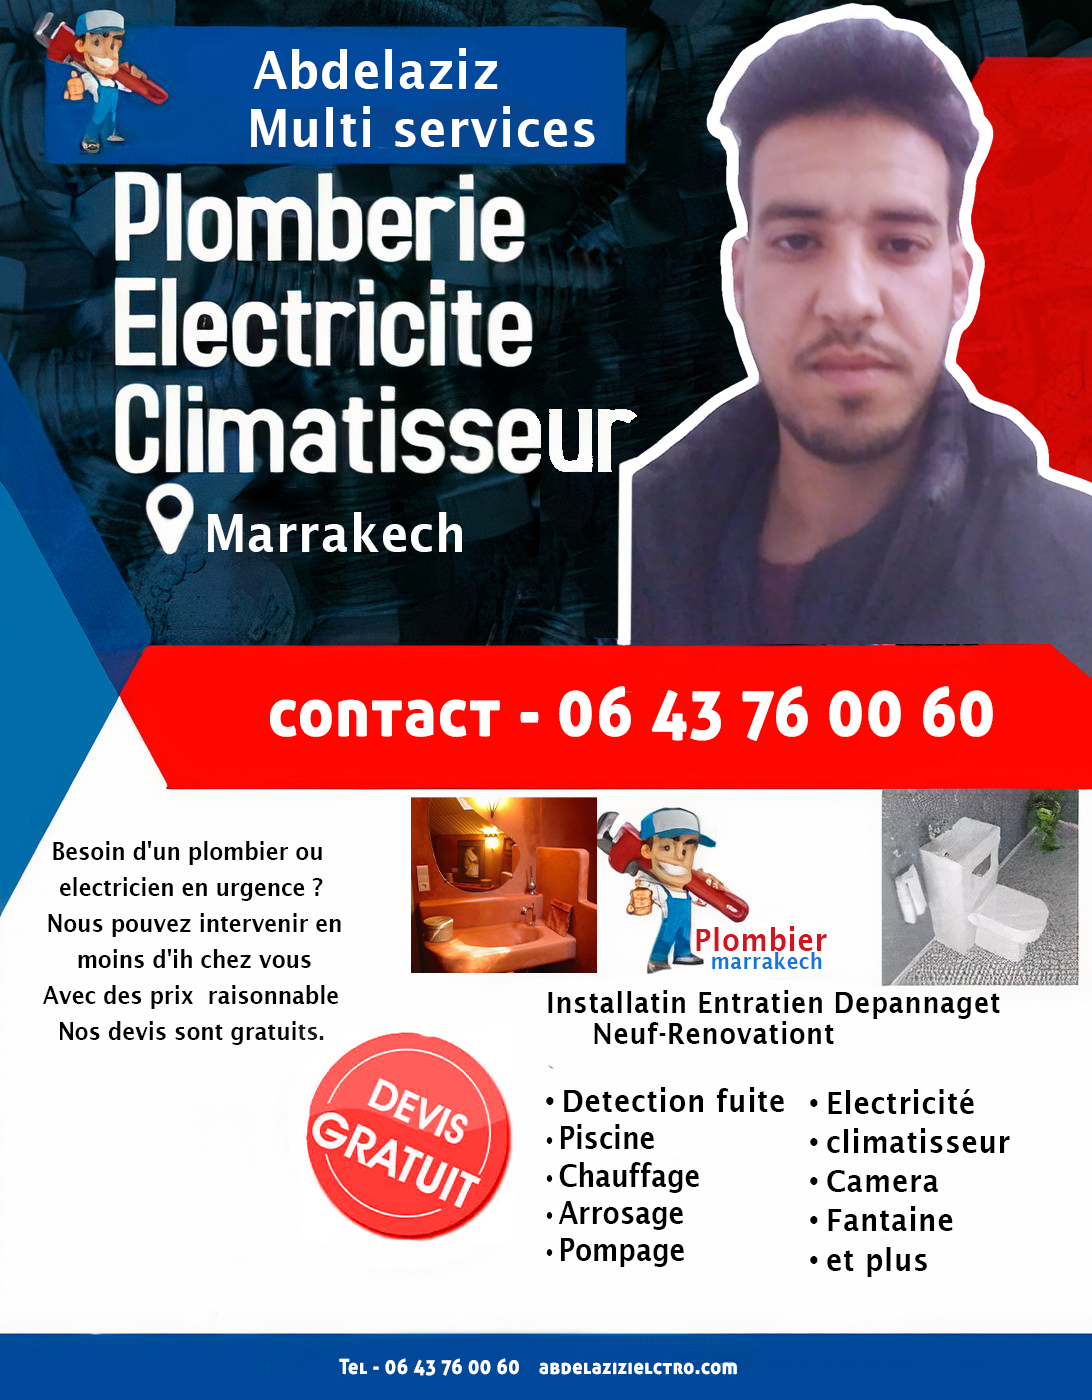 Abdelaziz
Multi services
Plomberie
Electricite
Climatisseur
Marrakech
contact - 06 43 76 00 60
Besoin d'un plombier ou
electricien en urgence ?
Nous pouvez intervenir en
moins d'ih chez vous
Avec des prix raisonnable
Nos devis sont gratuits.
Plombier
marrakech
Installatin Entratien Depannaget
Neuf-Renovationt
DEVIS
GRATUIT
• Detection fuite
• Piscine
• Chauffage
• Arrosage
• Pompage
• Electricité
• climatisseur
• Camera
• Fantaine
• et plus
Tel - 06 43 76 00 60 abdelazizielctro.com